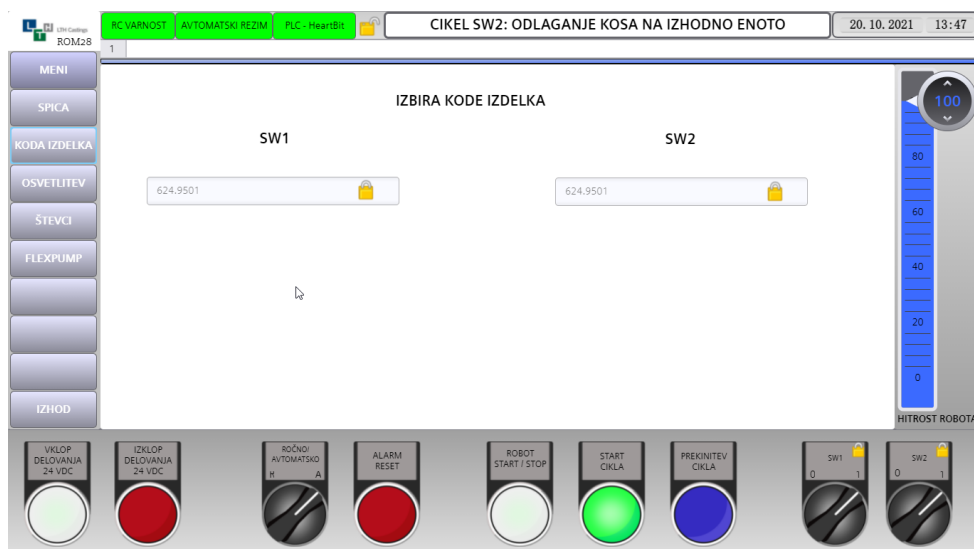 LTH Castings
ROM28
RC VARNOST
AVTOMATSKI REZIM
PLC - HeartBit
CIKEL SW2: ODLAGANJE KOSA NA IZHODNO ENOTO
20. 10. 2021 13:47
1
MENI
SPICA
KODA IZDELKA
OSVETLITEV
ŠTEVCI
FLEXPUMP
IZHOD
IZBIRA KODE IZDELKA
SW1
SW2
624.9501
624.9501
100
80
60
40
20
0
HITROST ROBOTA
VKLOP
DELOVANJA
24 VDC
IZKLOP
DELOVANJA
24 VDC
ROČNO/
AVTOMATSKO
R A
ALARM
RESET
ROBOT
START / STOP
START
CIKLA
PREKINITEV
CIKLA
SW1
0 1
SW2
0 1